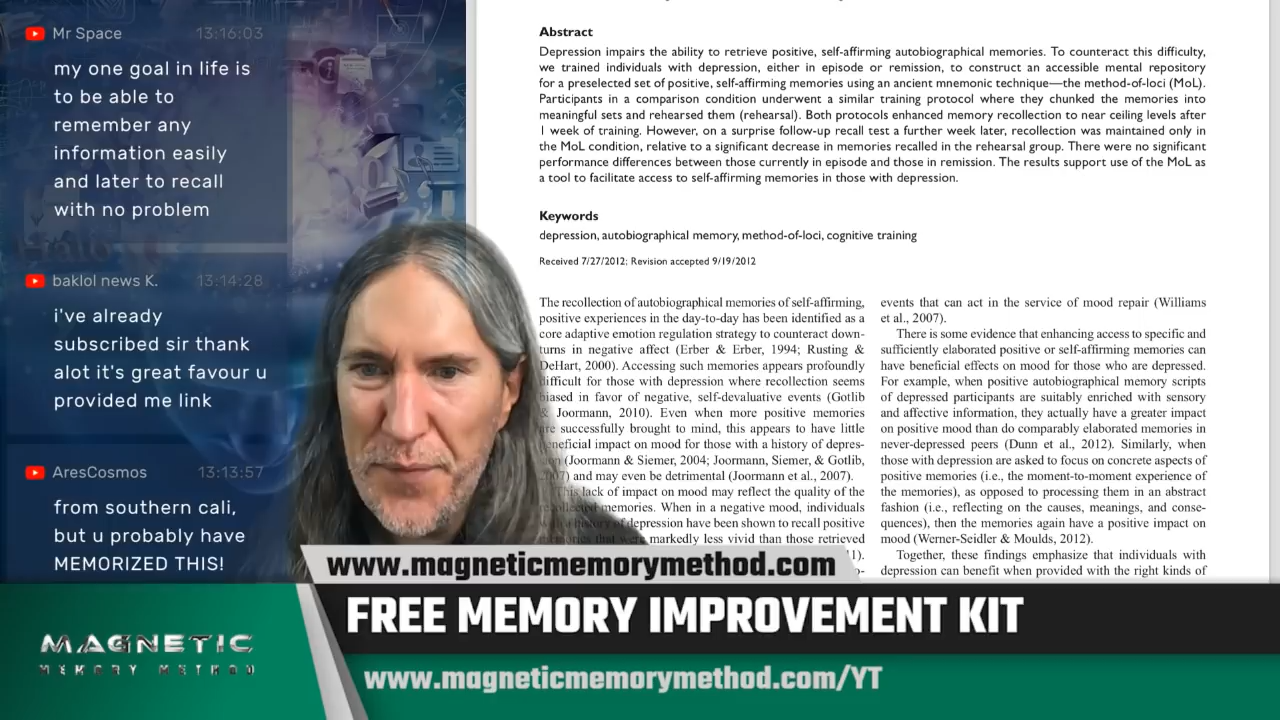 Mr Space 13:16:03
my one goal in life is
to be able to
remember any
information easily
and later to recall
with no problem
baklol news K. 13:14:28
i've already
subscribed sir thank
alot it's great favour u
provided me link
AresCosmos 13:13:57
from southern cali,
but u probably have
MEMORIZED THIS!
Abstract
Depression impairs the ability to retrieve positive, self-affirming autobiographical memories. To counteract this difficulty,
we trained individuals with depression, either in episode or remission, to construct an accessible mental repository
for a preselected set of positive, self-affirming memories using an ancient mnemonic technique—the method-of-loci (MoL).
Participants in a comparison condition underwent a similar training protocol where they chunked the memories into
meaningful sets and rehearsed them (rehearsal). Both protocols enhanced memory recollection to near ceiling levels after
1 week of training. However, on a surprise follow-up recall test a further week later, recollection was maintained only in
the MoL condition, relative to a significant decrease in memories recalled in the rehearsal group. There were no significant
performance differences between those currently in episode and those in remission. The results support use of the MoL as
a tool to facilitate access to self-affirming memories in those with depression.
Keywords
depression, autobiographical memory, method-of-loci, cognitive training
Received 7/27/2012; Revision accepted 9/19/2012
The recollection of autobiographical memories of self-affirming,
positive experiences in the day-to-day has been identified as a
core adaptive emotion regulation strategy to counteract down-
turns in negative affect (Erber & Erber, 1994; Rusting &
DeHart, 2000). Accessing such memories appears profoundly
difficult for those with depression where recollection seems
biased in favor of negative, self-devaluative events (Gotlib
& Joormann, 2010). Even when more positive memories
are successfully brought to mind, this appears to have little
beneficial impact on mood for those with a history of depres-
(Joormann & Siemer, 2004; Joormann, Siemer, & Gotlib,
and may even be detrimental (Joormann et al., 2007).
This lack of impact on mood may reflect the quality of the
recollected memories. When in a negative mood, individuals
with a history of depression have been shown to recall positive
memories that were markedly less vivid than those retrieved
events that can act in the service of mood repair (Williams
et al., 2007).
There is some evidence that enhancing access to specific and
sufficiently elaborated positive or self-affirming memories can
have beneficial effects on mood for those who are depressed.
For example, when positive autobiographical memory scripts
of depressed participants are suitably enriched with sensory
and affective information, they actually have a greater impact
on positive mood than do comparably elaborated memories in
never-depressed peers (Dunn et al., 2012). Similarly, when
those with depression are asked to focus on concrete aspects of
positive memories (i.e., the moment-to-moment experience of
the memories), as opposed to processing them in an abstract
fashion (i.e., reflecting on the causes, meanings, and conse-
quences), then the memories again have a positive impact on
mood (Werner-Seidler & Moulds, 2012).
Together, these findings emphasize that individuals with
depression can benefit when provided with the right kinds of
www.magneticmemorymethod.com
FREE MEMORY IMPROVEMENT KIT
www.magneticmemorymethod.com/YT
MAGNETIC
MEMORY METHOD